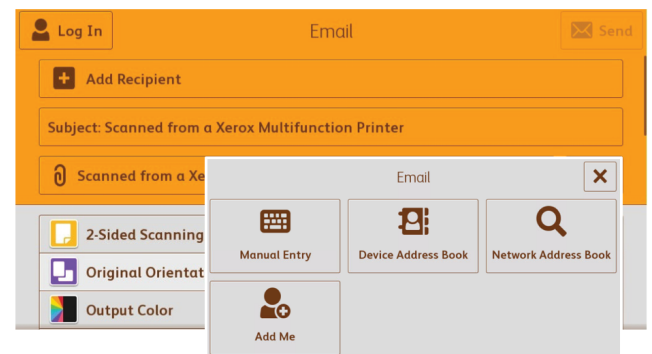 Log In
Email
Send
Add Recipient
Subject: Scanned from a Xerox Multifunction Printer
Scanned from a Xe
Email
2-Sided Scanning
Manual Entry
Device Address Book
Network Address Book
Original Orientat
Output Color
Add Me